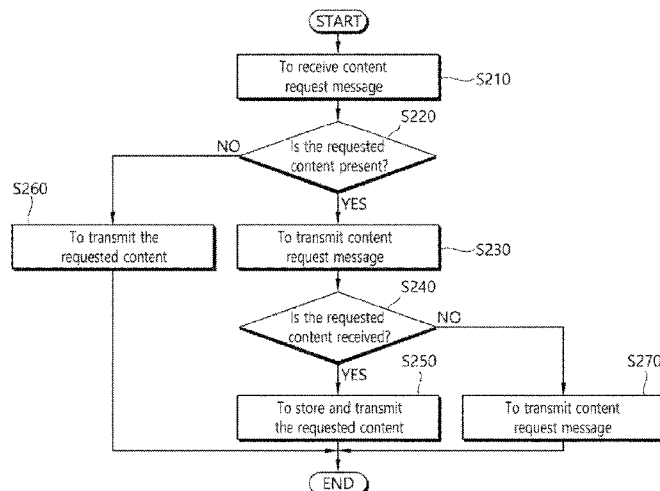 START
To receive content
request message
S210
S220
Is the requested
content present?
NO
YES
S260
To transmit the
requested content
To transmit content
request message
S230
S240
Is the requested
content received?
NO
YES
S250
S270
To store and transmit
the requested content
To transmit content
request message
END